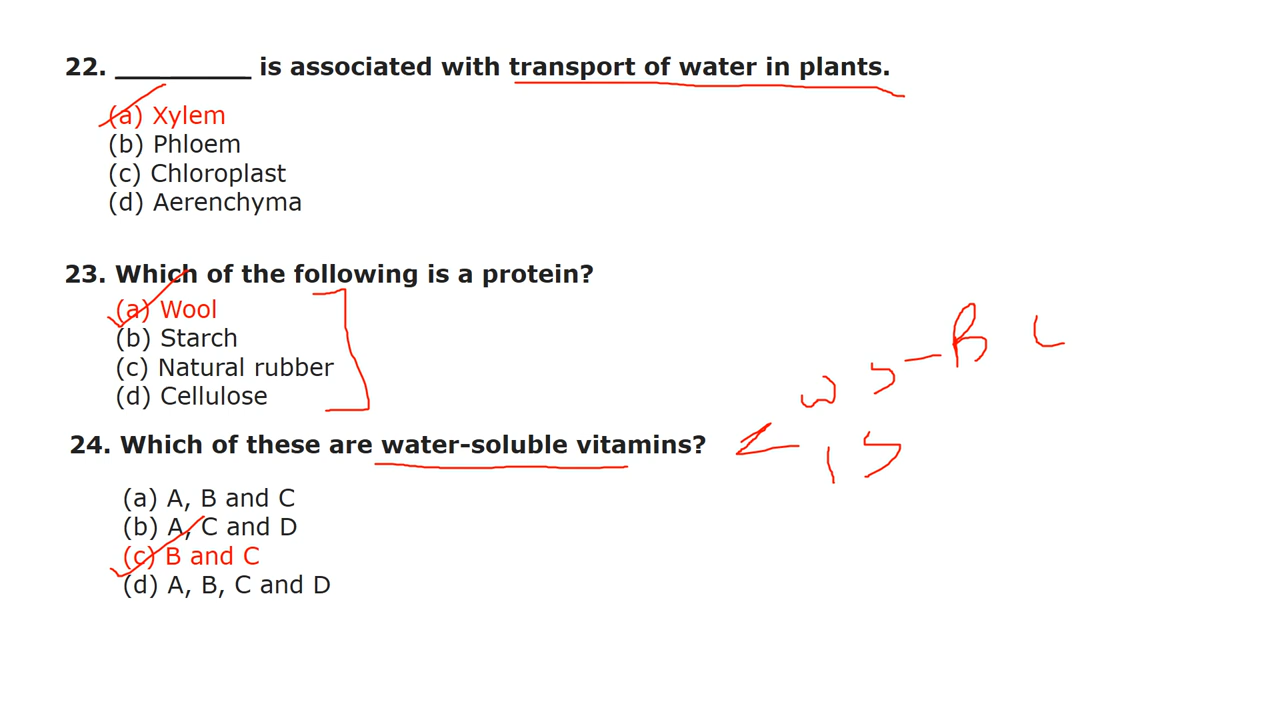 22. __________ is associated with transport of water in plants.
(a) Xylem
(b) Phloem
(c) Chloroplast
(d) Aerenchyma
23. Which of the following is a protein?
(a) Wool
(b) Starch
(c) Natural rubber
(d) Cellulose
24. Which of these are water-soluble vitamins?
(a) A, B and C
(b) A, C and D
(c) B and C
(d) A, B, C and D